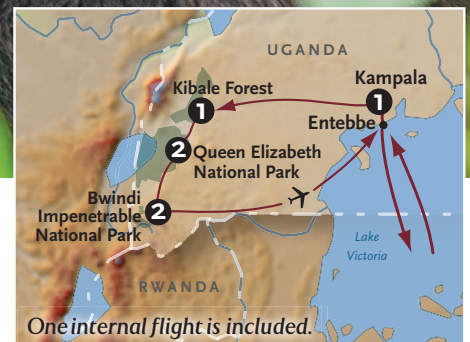 UGANDA
Kampala
1
Kibale Forest
1
Entebbe
2
Queen Elizabeth
National Park
Bwindi
Impenetrable
National Park
2
Lake
Victoria
RWANDA
One internal flight is included.